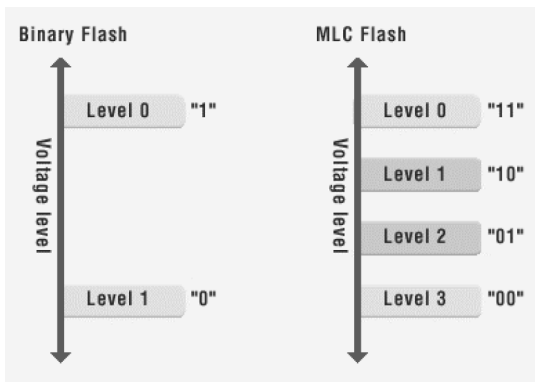 Binary Flash
Voltage level
Level 0 "1"
Level 1 "0"
MLC Flash
Voltage level
Level 0 "11"
Level 1 "10"
Level 2 "01"
Level 3 "00"